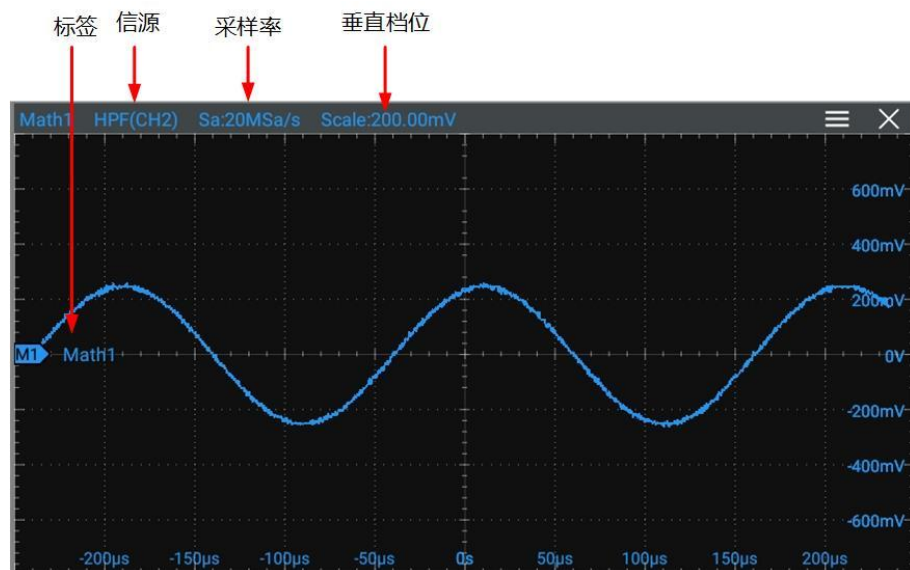 标签 信源 采样率 垂直档位
Math1 HPF(CH2) Sa:20MSa/s Scale:200.00mV
600mV
400mV
200mV
M1 Math1 0V
-200mV
-400mV
-600mV
-200μs -150μs -100μs -50μs 0s 50μs 100μs 150μs 200μs